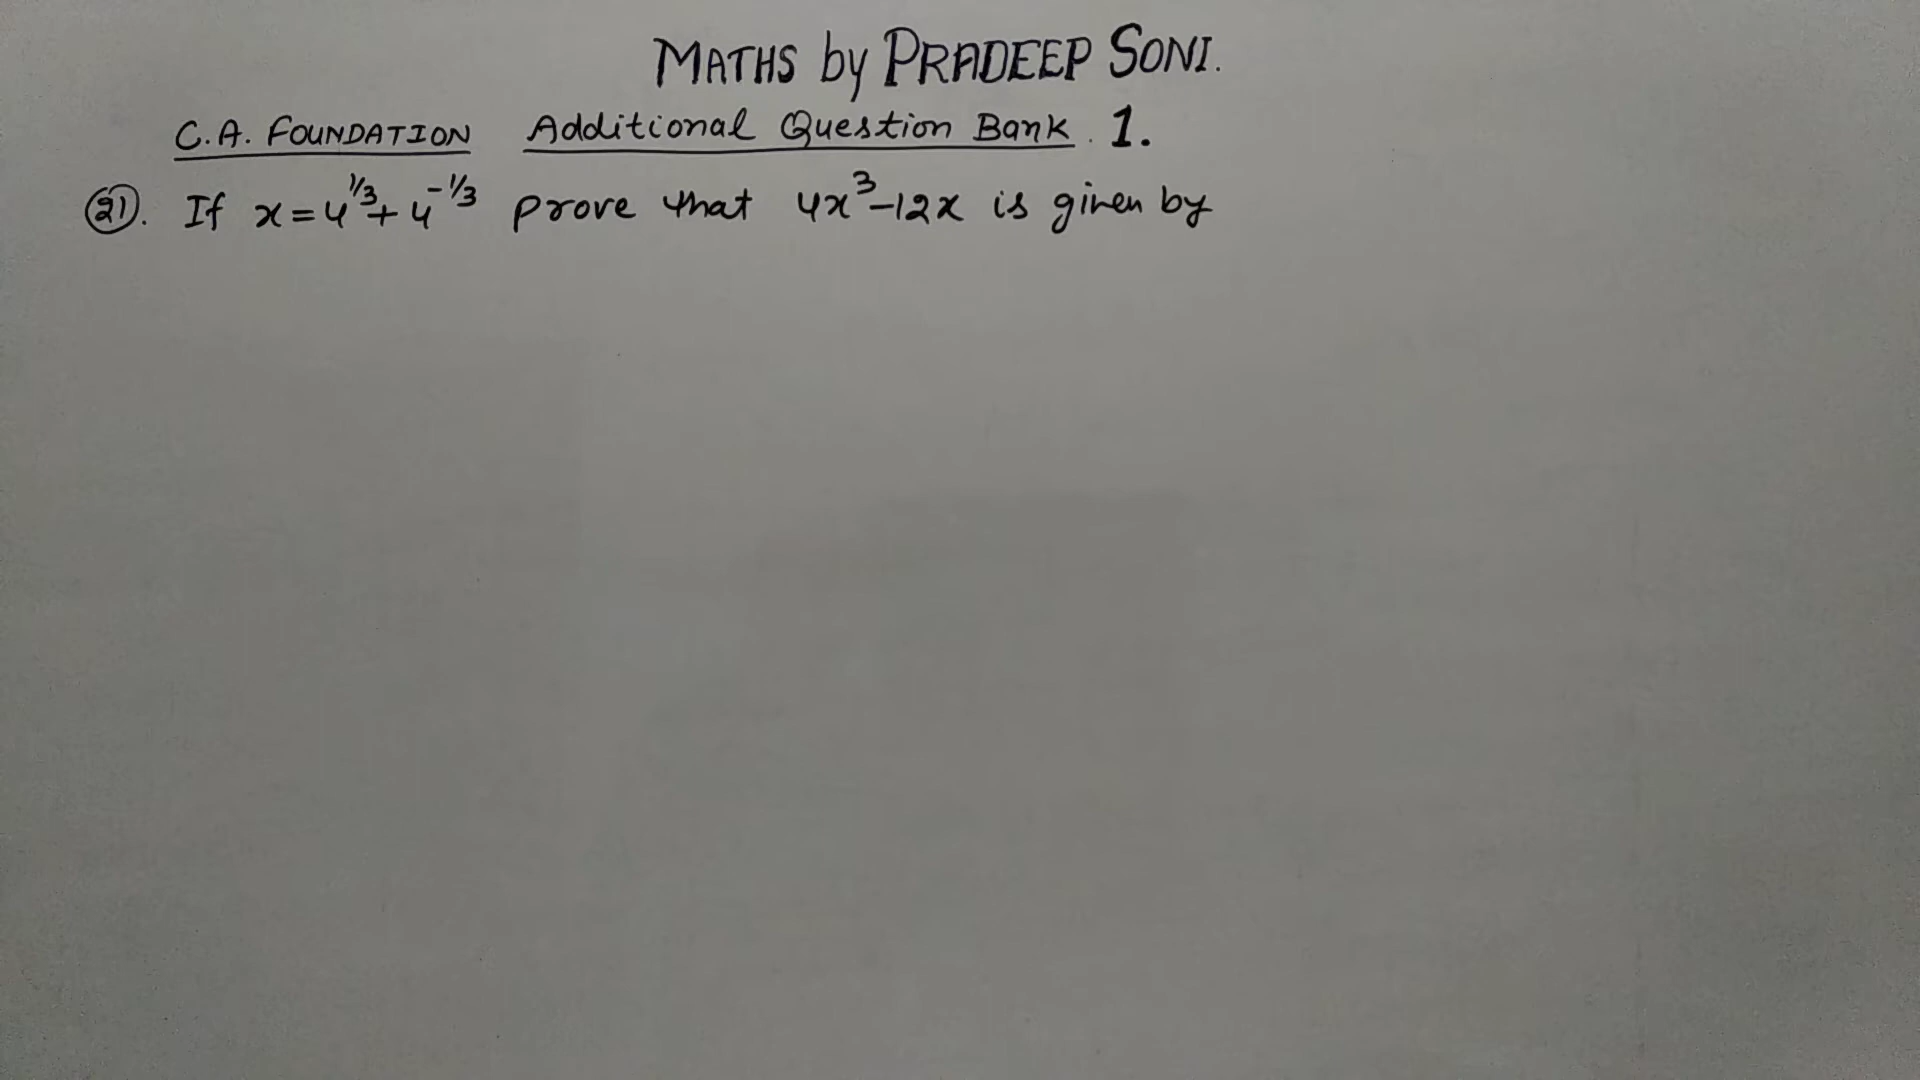 MATHS by PRADEEP SONI.
C.A. FOUNDATION Additional Question Bank. 1.
(21). If x=4^{1/3}+4^{-1/3} prove that 4x^3-12x is given by